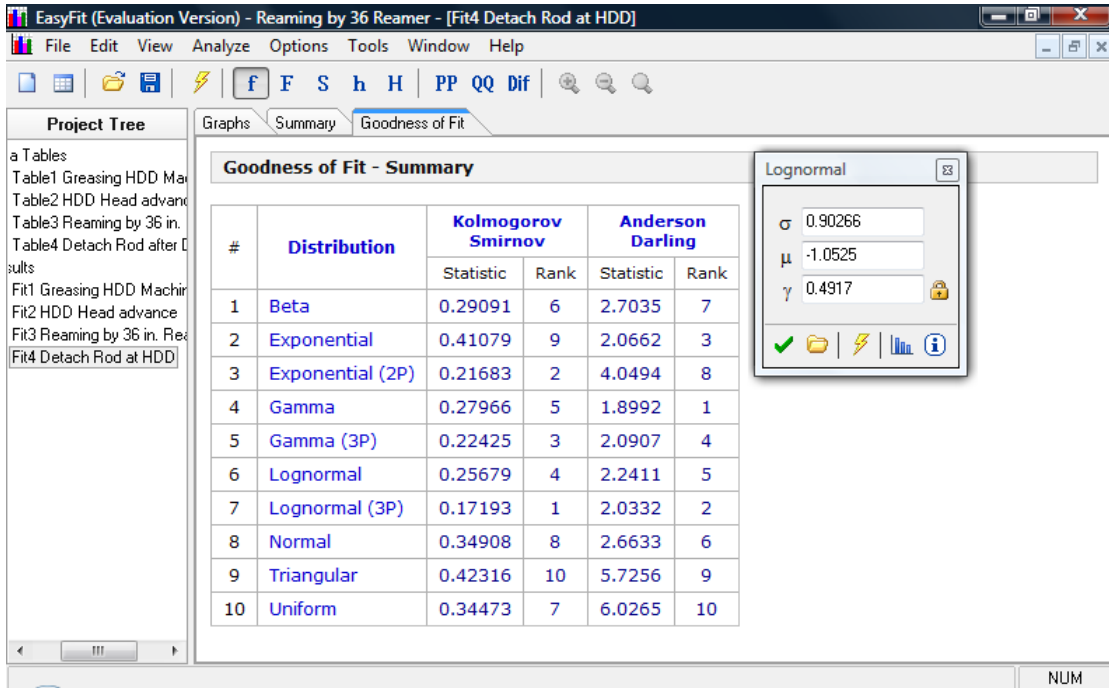 EasyFit (Evaluation Version) - Reaming by 36 Reamer - [Fit4 Detach Rod at HDD]
File Edit View Analyze Options Tools Window Help
f F S h H PP QQ Dif
Project Tree
Graphs Summary Goodness of Fit
a Tables
Table1 Greasing HDD Ma
Table2 HDD Head advan
Table3 Reaming by 36 in.
Table4 Detach Rod after D
sults
Fit1 Greasing HDD Machin
Fit2 HDD Head advance
Fit3 Reaming by 36 in. Rea
Fit4 Detach Rod at HDD
Goodness of Fit - Summary
# Distribution Kolmogorov Smirnov Anderson Darling
Statistic Rank Statistic Rank
1 Beta 0.29091 6 2.7035 7
2 Exponential 0.41079 9 2.0662 3
3 Exponential (2P) 0.21683 2 4.0494 8
4 Gamma 0.27966 5 1.8992 1
5 Gamma (3P) 0.22425 3 2.0907 4
6 Lognormal 0.25679 4 2.2411 5
7 Lognormal (3P) 0.17193 1 2.0332 2
8 Normal 0.34908 8 2.6633 6
9 Triangular 0.42316 10 5.7256 9
10 Uniform 0.34473 7 6.0265 10
Lognormal
σ 0.90266
μ -1.0525
γ 0.4917
NUM